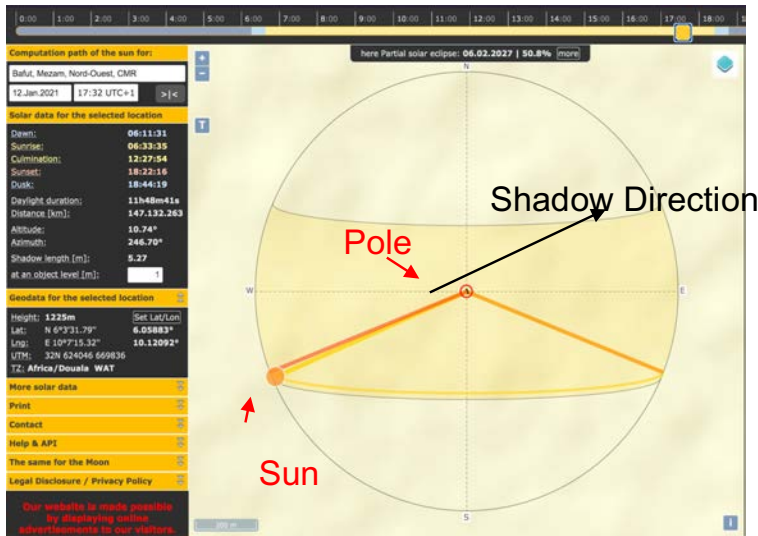 0:00 1:00 2:00 3:00 4:00 5:00 6:00 7:00 8:00 9:00 10:00 11:00 12:00 13:00 14:00 15:00 16:00 17:00 18:00
Computation path of the sun for:
Bafut, Mezam, Nord-Ouest, CMR
12.Jan.2021 17:32 UTC+1 >|<
Solar data for the selected location
Dawn: 06:11:31
Sunrise: 06:33:35
Culmination: 12:27:54
Sunset: 18:22:16
Dusk: 18:44:19
Daylight duration: 11h48m41s
Distance [km]: 147.132.263
Altitude: 10.74°
Azimuth: 246.70°
Shadow length [m]: 5.27
at an object level [m]: 1
Geodata for the selected location
Height: 1225m Set Lat/Lon
Lat: N 6°3'31.79" 6.05883°
Lng: E 10°7'15.32" 10.12092°
UTM: 32N 624046 669836
TZ: Africa/Douala WAT
More solar data
Print
Contact
Help & API
The same for the Moon
Legal Disclosure / Privacy Policy
Our website is made possible
by displaying online
advertisements to our visitors.
+
−
T
here Partial solar eclipse: 06.02.2027 | 50.8% more
N
Shadow Direction
Pole
W
E
Sun
S
300 m
i